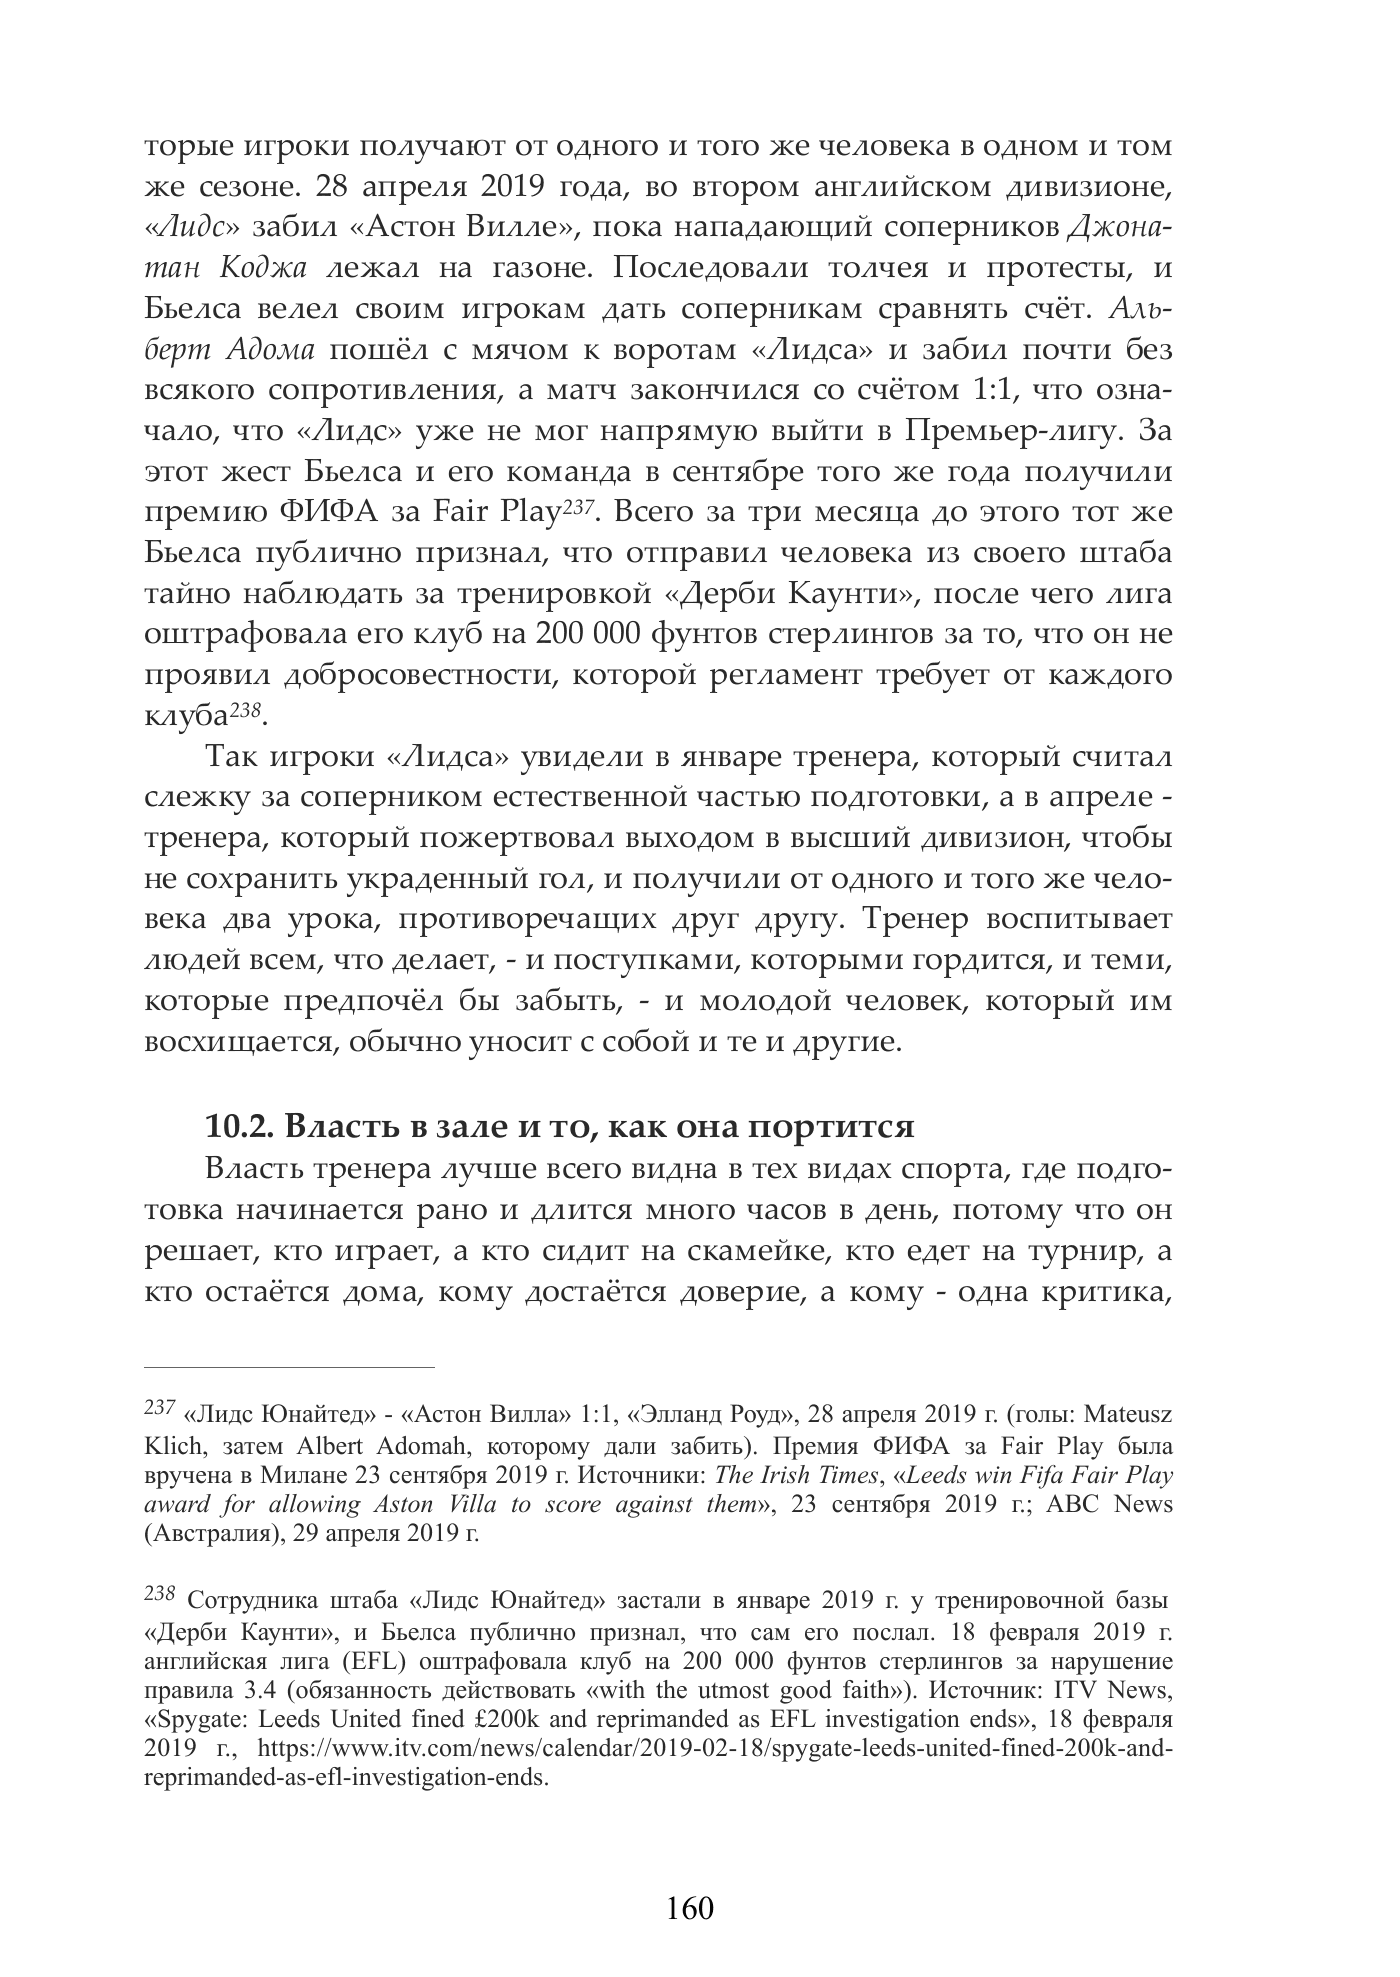 торые игроки получают от одного и того же человека в одном и том
же сезоне. 28 апреля 2019 года, во втором английском дивизионе,
«Лидс» забил «Астон Вилле», пока нападающий соперников Джона-
тан Коджа лежал на газоне. Последовали толчея и протесты, и
Бьелса велел своим игрокам дать соперникам сравнять счёт. Аль-
берт Адома пошёл с мячом к воротам «Лидса» и забил почти без
всякого сопротивления, а матч закончился со счётом 1:1, что озна-
чало, что «Лидс» уже не мог напрямую выйти в Премьер-лигу. За
этот жест Бьелса и его команда в сентябре того же года получили
премию ФИФА за Fair Play237. Всего за три месяца до этого тот же
Бьелса публично признал, что отправил человека из своего штаба
тайно наблюдать за тренировкой «Дерби Каунти», после чего лига
оштрафовала его клуб на 200 000 фунтов стерлингов за то, что он не
проявил добросовестности, которой регламент требует от каждого
клуба238.
Так игроки «Лидса» увидели в январе тренера, который считал
слежку за соперником естественной частью подготовки, а в апреле -
тренера, который пожертвовал выходом в высший дивизион, чтобы
не сохранить украденный гол, и получили от одного и того же чело-
века два урока, противоречащих друг другу. Тренер воспитывает
людей всем, что делает, - и поступками, которыми гордится, и теми,
которые предпочёл бы забыть, - и молодой человек, который им
восхищается, обычно уносит с собой и те и другие.
10.2. Власть в зале и то, как она портится
Власть тренера лучше всего видна в тех видах спорта, где подго-
товка начинается рано и длится много часов в день, потому что он
решает, кто играет, а кто сидит на скамейке, кто едет на турнир, а
кто остаётся дома, кому достаётся доверие, а кому - одна критика,
237 «Лидс Юнайтед» - «Астон Вилла» 1:1, «Элланд Роуд», 28 апреля 2019 г. (голы: Mateusz
Klich, затем Albert Adomah, которому дали забить). Премия ФИФА за Fair Play была
вручена в Милане 23 сентября 2019 г. Источники: The Irish Times, «Leeds win Fifa Fair Play
award for allowing Aston Villa to score against them», 23 сентября 2019 г.; ABC News
(Австралия), 29 апреля 2019 г.
238 Сотрудника штаба «Лидс Юнайтед» застали в январе 2019 г. у тренировочной базы
«Дерби Каунти», и Бьелса публично признал, что сам его послал. 18 февраля 2019 г.
английская лига (EFL) оштрафовала клуб на 200 000 фунтов стерлингов за нарушение
правила 3.4 (обязанность действовать «with the utmost good faith»). Источник: ITV News,
«Spygate: Leeds United fined £200k and reprimanded as EFL investigation ends», 18 февраля
2019 г., https://www.itv.com/news/calendar/2019-02-18/spygate-leeds-united-fined-200k-and-
reprimanded-as-efl-investigation-ends.
160